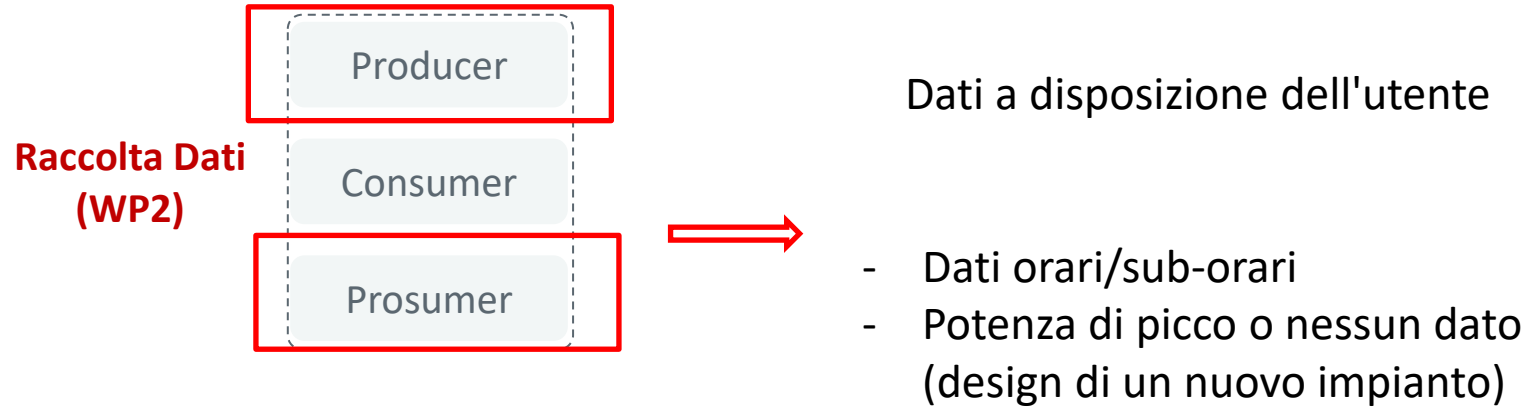 Raccolta Dati
(WP2)
Producer
Consumer
Prosumer
Dati a disposizione dell'utente
- Dati orari/sub-orari
- Potenza di picco o nessun dato
(design di un nuovo impianto)